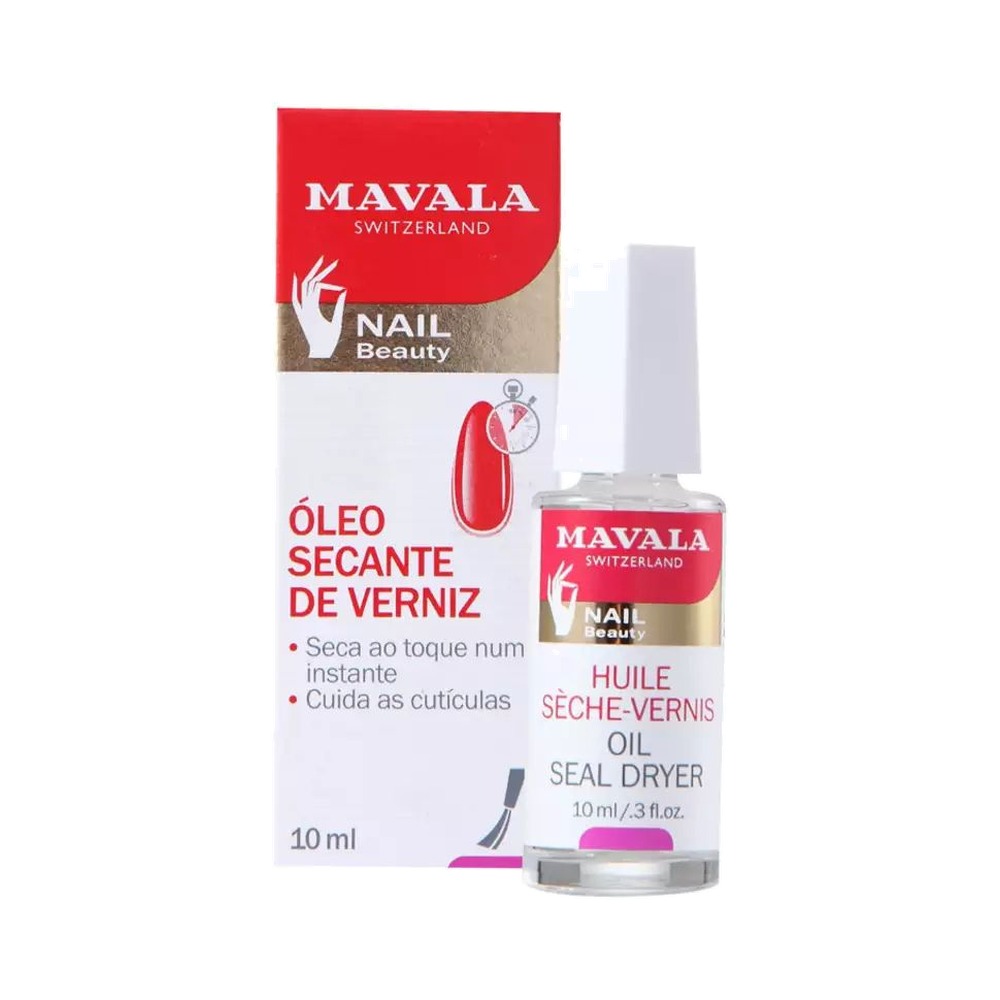 MAVALA
SWITZERLAND
NAIL
Beauty
ÓLEO
SECANTE
DE VERNIZ
• Seca ao toque num
instante
• Cuida as cutículas
10 ml
MAVALA
SWITZERLAND
NAIL
Beauty
HUILE
SÈCHE-VERNIS
OIL
SEAL DRYER
10 ml/.3 fl.oz.